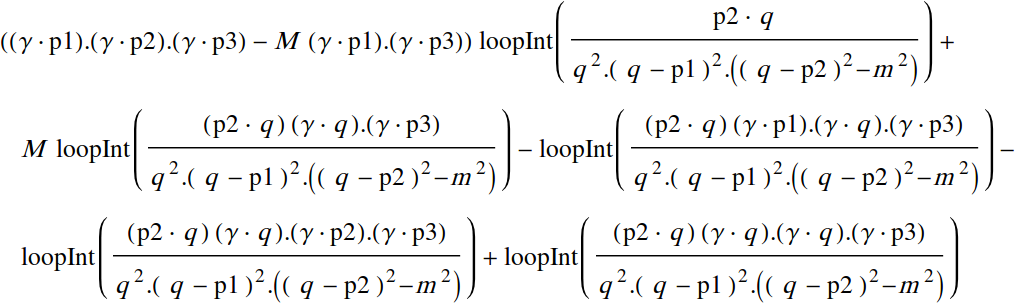 ((γ · p1).(γ · p2).(γ · p3) − M (γ · p1).(γ · p3)) loopInt( (p2 · q) / (q².( q − p1 )².(( q − p2 )²−m²)) ) +
M loopInt( ((p2 · q) (γ · q).(γ · p3)) / (q².( q − p1 )².(( q − p2 )²−m²)) ) − loopInt( ((p2 · q) (γ · p1).(γ · q).(γ · p3)) / (q².( q − p1 )².(( q − p2 )²−m²)) ) −
loopInt( ((p2 · q) (γ · q).(γ · p2).(γ · p3)) / (q².( q − p1 )².(( q − p2 )²−m²)) ) + loopInt( ((p2 · q) (γ · q).(γ · q).(γ · p3)) / (q².( q − p1 )².(( q − p2 )²−m²)) )